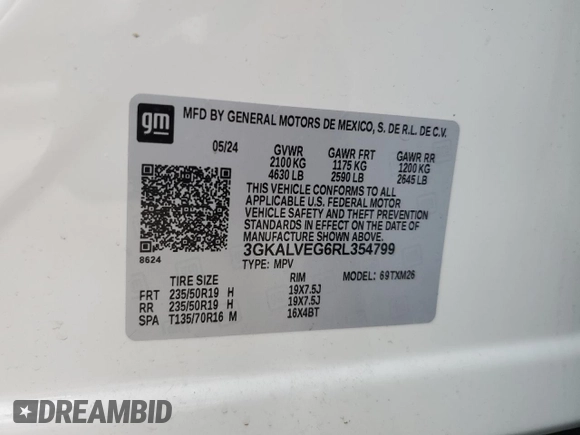 gm MFD BY GENERAL MOTORS DE MEXICO, S. DE R.L. DE C.V.
05/24 GVWR GAWR FRT GAWR RR
2100 KG 1175 KG 1200 KG
4630 LB 2590 LB 2645 LB
THIS VEHICLE CONFORMS TO ALL
APPLICABLE U.S. FEDERAL MOTOR
VEHICLE SAFETY AND THEFT PREVENTION
STANDARDS IN EFFECT ON THE DATE OF
MANUFACTURE SHOWN ABOVE.
3GKALVEG6RL354799
8624
TYPE: MPV MODEL: 69TXM26
TIRE SIZE RIM
FRT 235/50R19 H 19X7.5J
RR 235/50R19 H 19X7.5J
SPA T135/70R16 M 16X4BT
DREAMBID